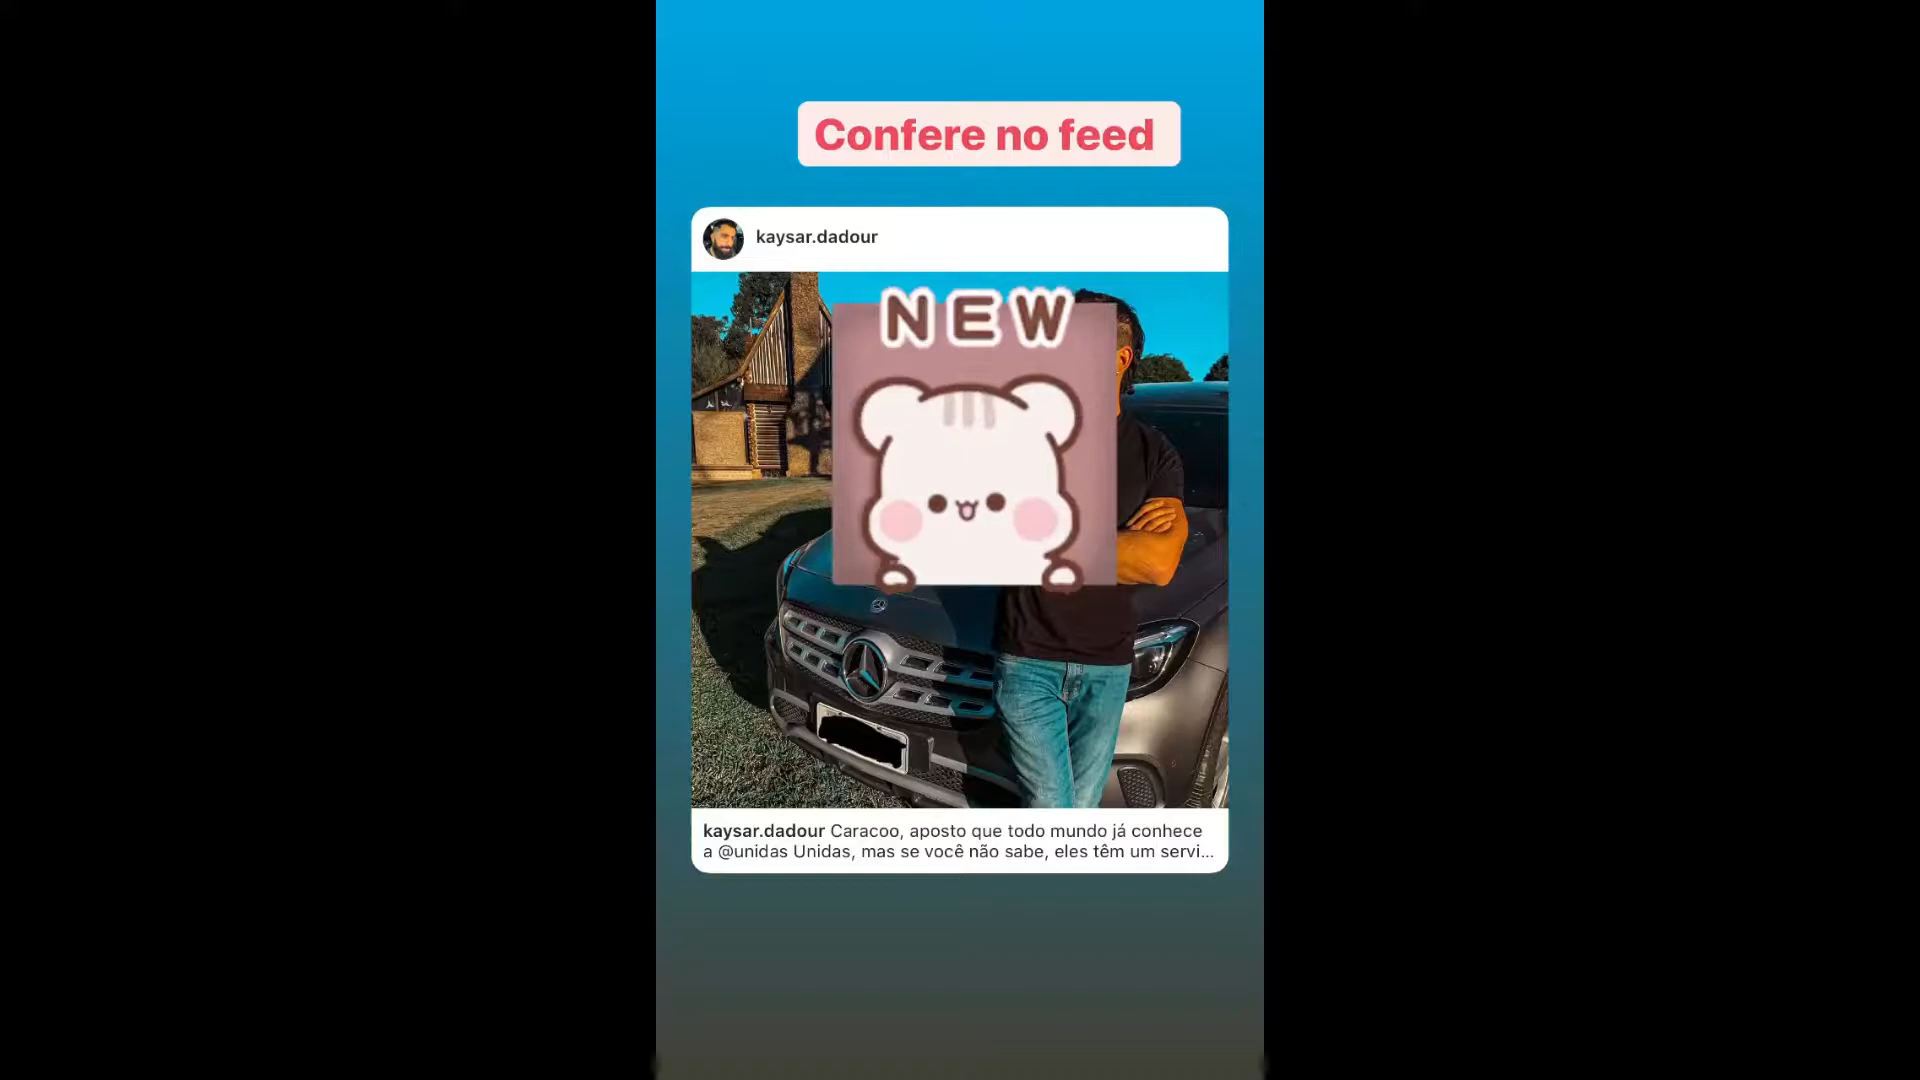 Confere no feed
kaysar.dadour
NEW
kaysar.dadour Caracoo, aposto que todo mundo já conhece
a @unidas Unidas, mas se você não sabe, eles têm um servi...